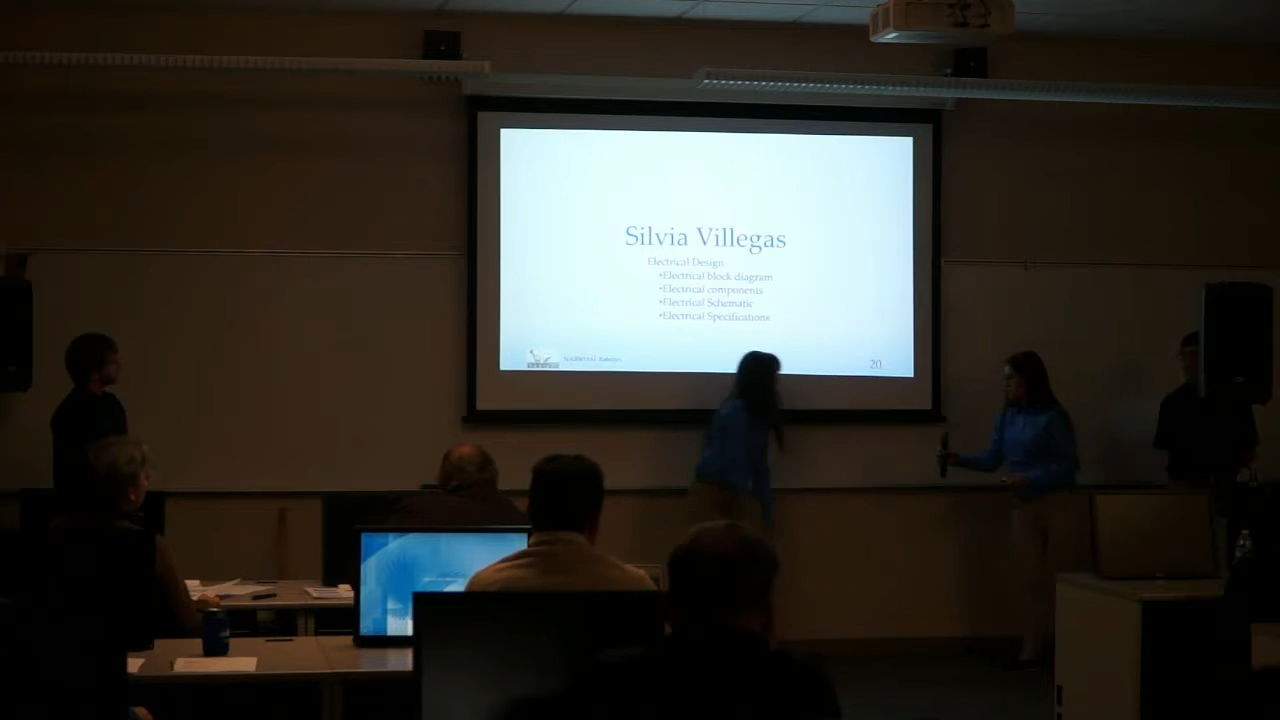 Silvia Villegas
Electrical Design
•Electrical block diagram
•Electrical components
•Electrical Schematic
•Electrical Specifications
20